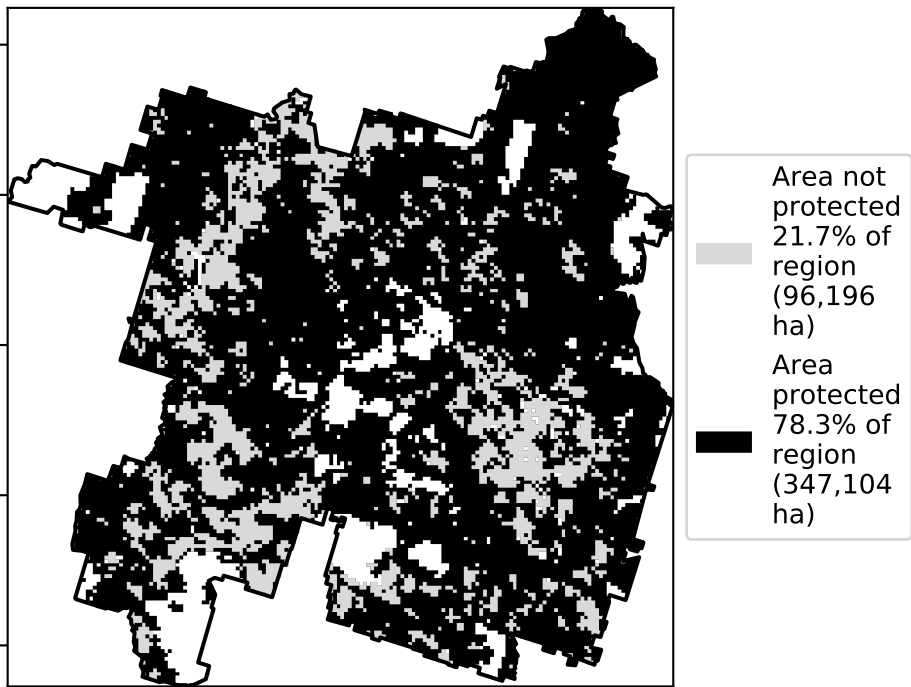 Area not
protected
21.7% of
region
(96,196
ha)
Area
protected
78.3% of
region
(347,104
ha)